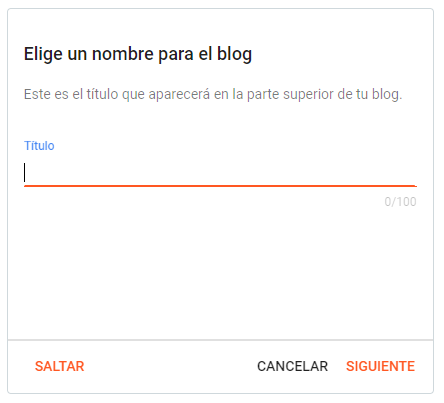 Elige un nombre para el blog
Este es el título que aparecerá en la parte superior de tu blog.
Título
0/100
SALTAR
CANCELAR
SIGUIENTE